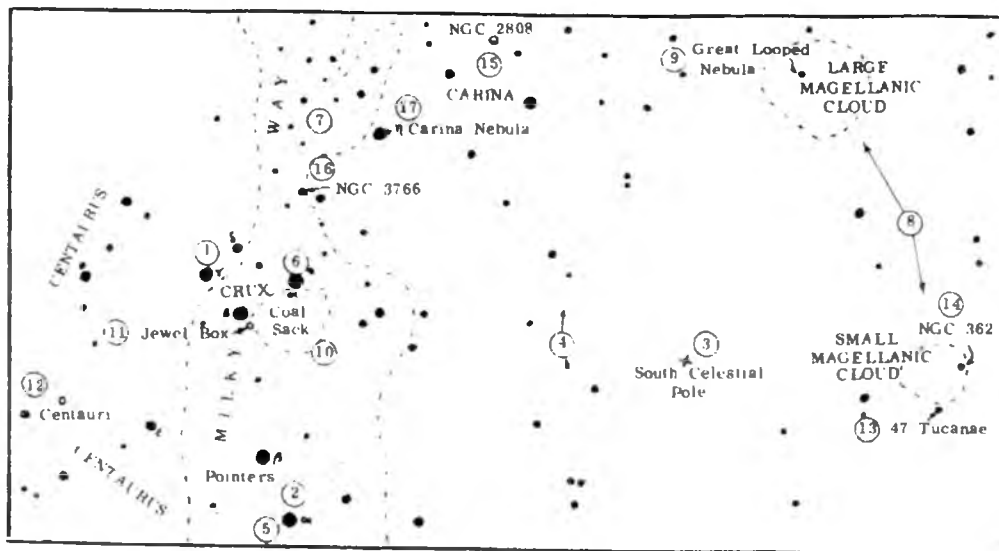 NGC 2808
15
CARINA
9
Great Looped
Nebula
LARGE
MAGELLANIC
CLOUD
WAY
7
17
η Carina Nebula
16
NGC 3766
CENTAURUS
8
1
δ
γ
6
CRUX
α
β
Coal
Sack
11 Jewel Box
10
4
3
South Celestial
Pole
14
NGC 362
SMALL
MAGELLANIC
CLOUD
12
Centauri
ε
MILKY
13 47 Tucanae
CENTAURUS
β
Pointers
2
5
α